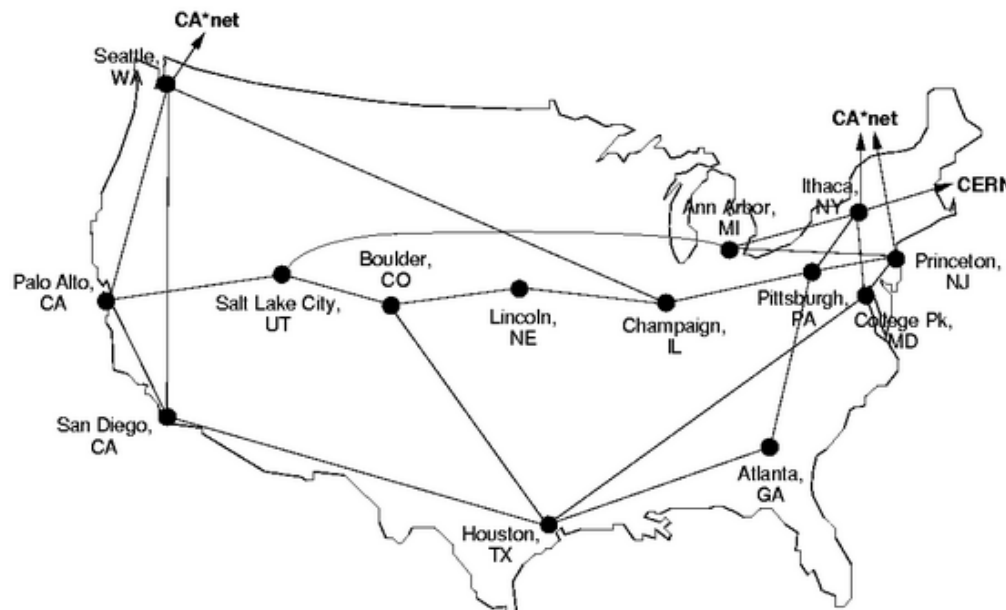 CA*net
Seattle,
WA
CA*net
Ithaca,
NY
CERN
Ann Arbor,
MI
Boulder,
CO
Palo Alto,
CA
Salt Lake City,
UT
Lincoln,
NE
Champaign,
IL
Pittsburgh,
PA
Princeton,
NJ
College Pk,
MD
San Diego,
CA
Atlanta,
GA
Houston,
TX